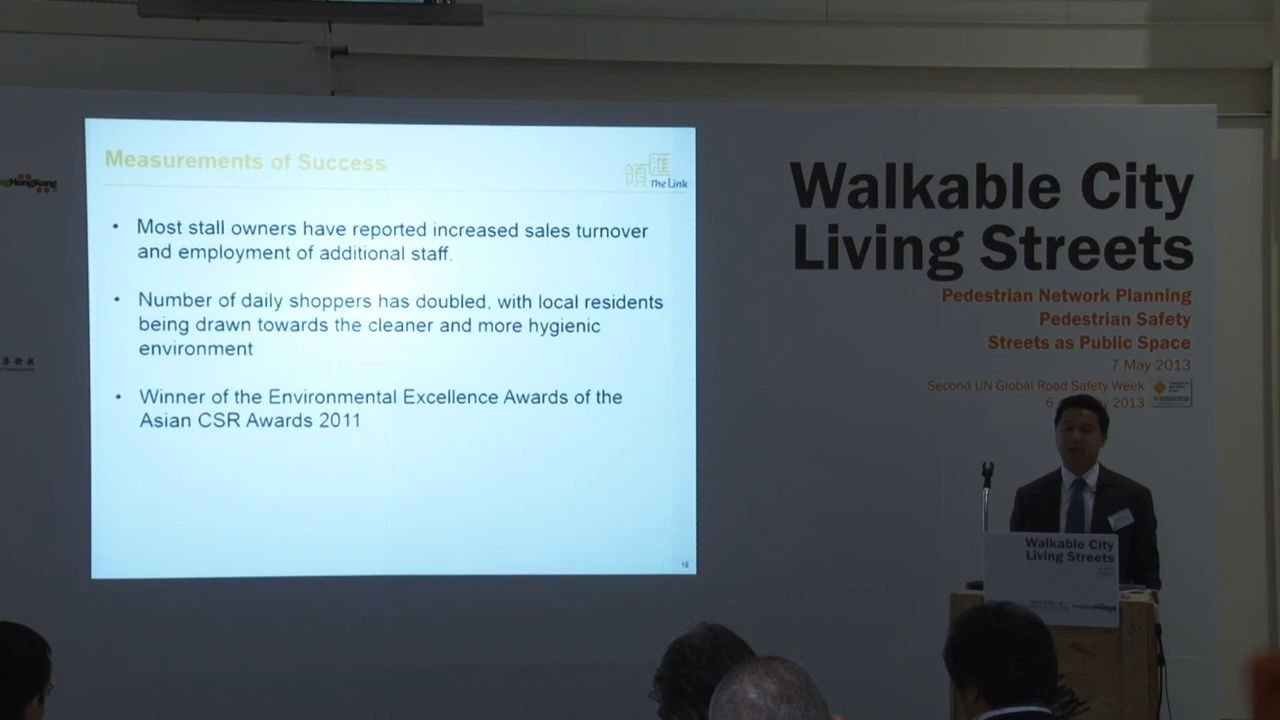 Measurements of Success
領匯
The Link
• Most stall owners have reported increased sales turnover
and employment of additional staff.
• Number of daily shoppers has doubled, with local residents
being drawn towards the cleaner and more hygienic
environment
• Winner of the Environmental Excellence Awards of the
Asian CSR Awards 2011
18
Walkable City
Living Streets
Pedestrian Network Planning
Pedestrian Safety
Streets as Public Space
7 May 2013
Second UN Global Road Safety Week
6
2013
Walkable City
Living Streets